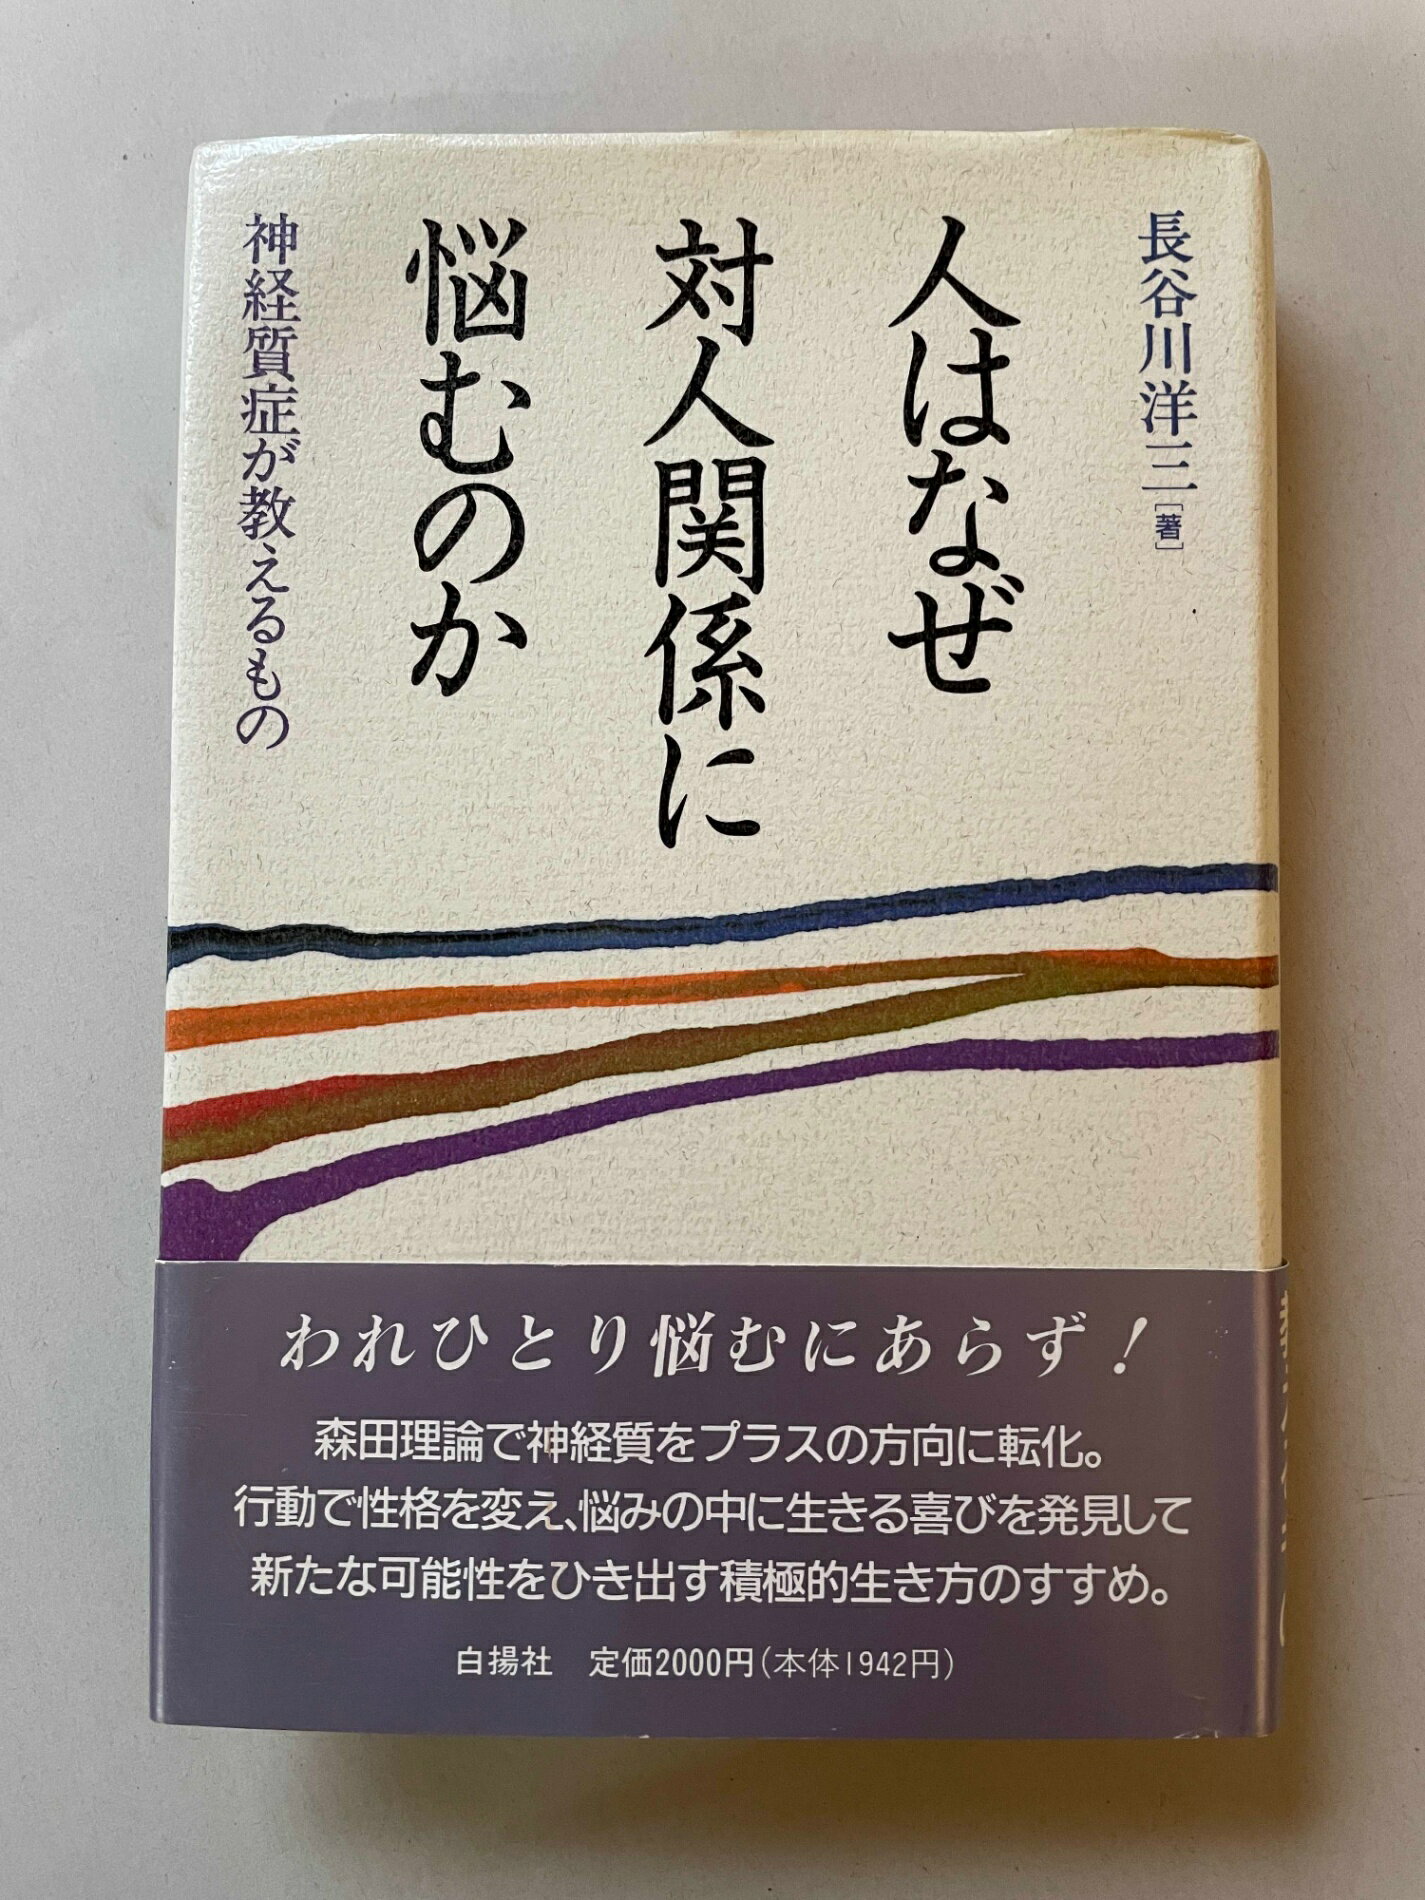 長谷川洋三[著]
人はなぜ
対人関係に
悩むのか
神経質症が教えるもの
われひとり悩むにあらず!
森田理論で神経質をプラスの方向に転化。
行動で性格を変え、悩みの中に生きる喜びを発見して
新たな可能性をひき出す積極的生き方のすすめ。
白揚社 定価2000円(本体1942円)